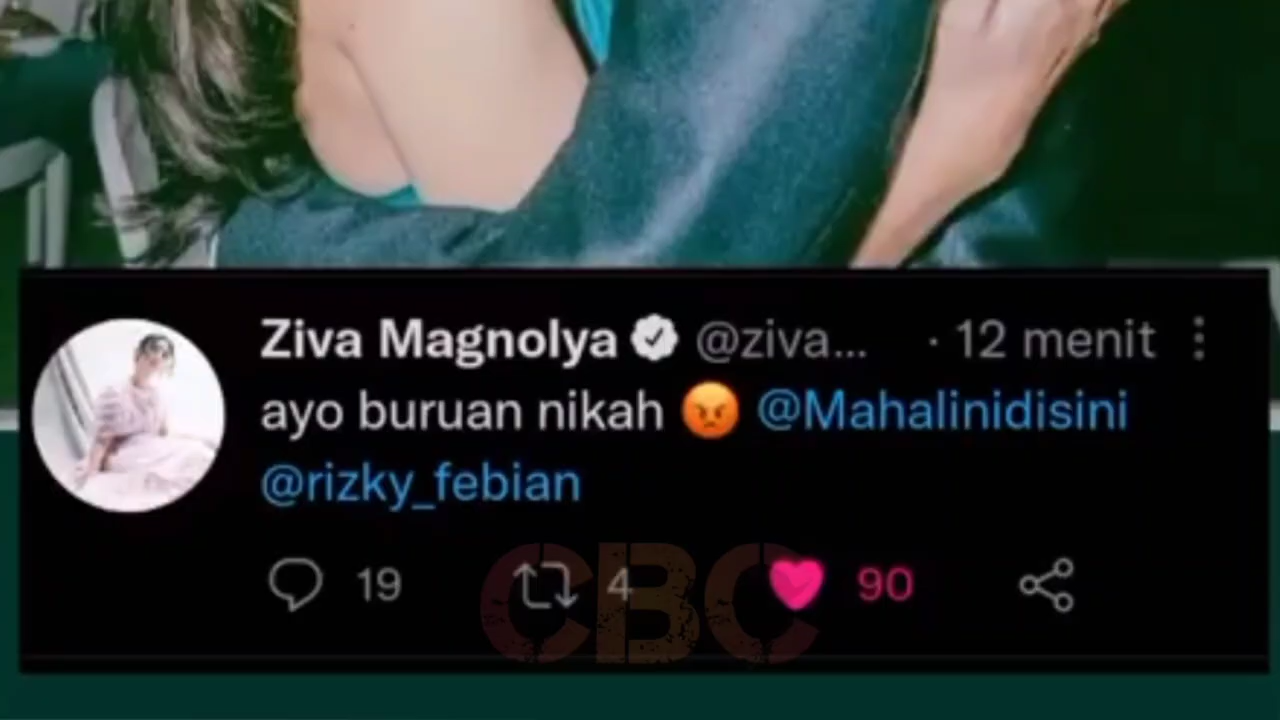 Ziva Magnolya @ziva... · 12 menit
ayo buruan nikah 😡 @Mahalinidisini
@rizky_febian
19 4 90
CBC